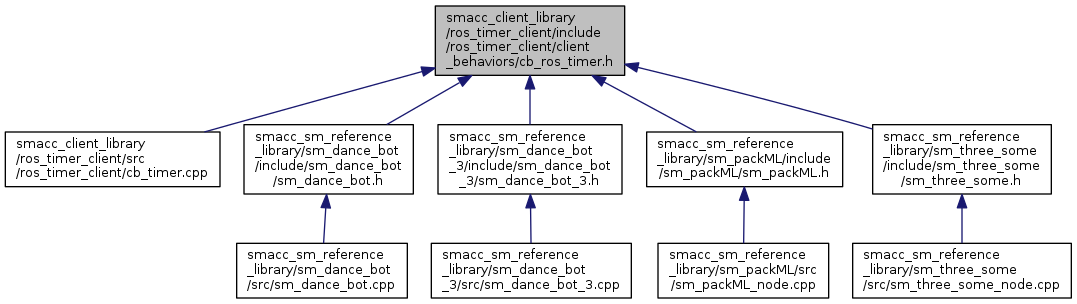 smacc_client_library
/ros_timer_client/include
/ros_timer_client/client
_behaviors/cb_ros_timer.h
smacc_client_library
/ros_timer_client/src
/ros_timer_client/cb_timer.cpp
smacc_sm_reference
_library/sm_dance_bot
/include/sm_dance_bot
/sm_dance_bot.h
smacc_sm_reference
_library/sm_dance_bot
_3/include/sm_dance_bot
_3/sm_dance_bot_3.h
smacc_sm_reference
_library/sm_packML/include
/sm_packML/sm_packML.h
smacc_sm_reference
_library/sm_three_some
/include/sm_three_some
/sm_three_some.h
smacc_sm_reference
_library/sm_dance_bot
/src/sm_dance_bot.cpp
smacc_sm_reference
_library/sm_dance_bot
_3/src/sm_dance_bot_3.cpp
smacc_sm_reference
_library/sm_packML/src
/sm_packML_node.cpp
smacc_sm_reference
_library/sm_three_some
/src/sm_three_some_node.cpp